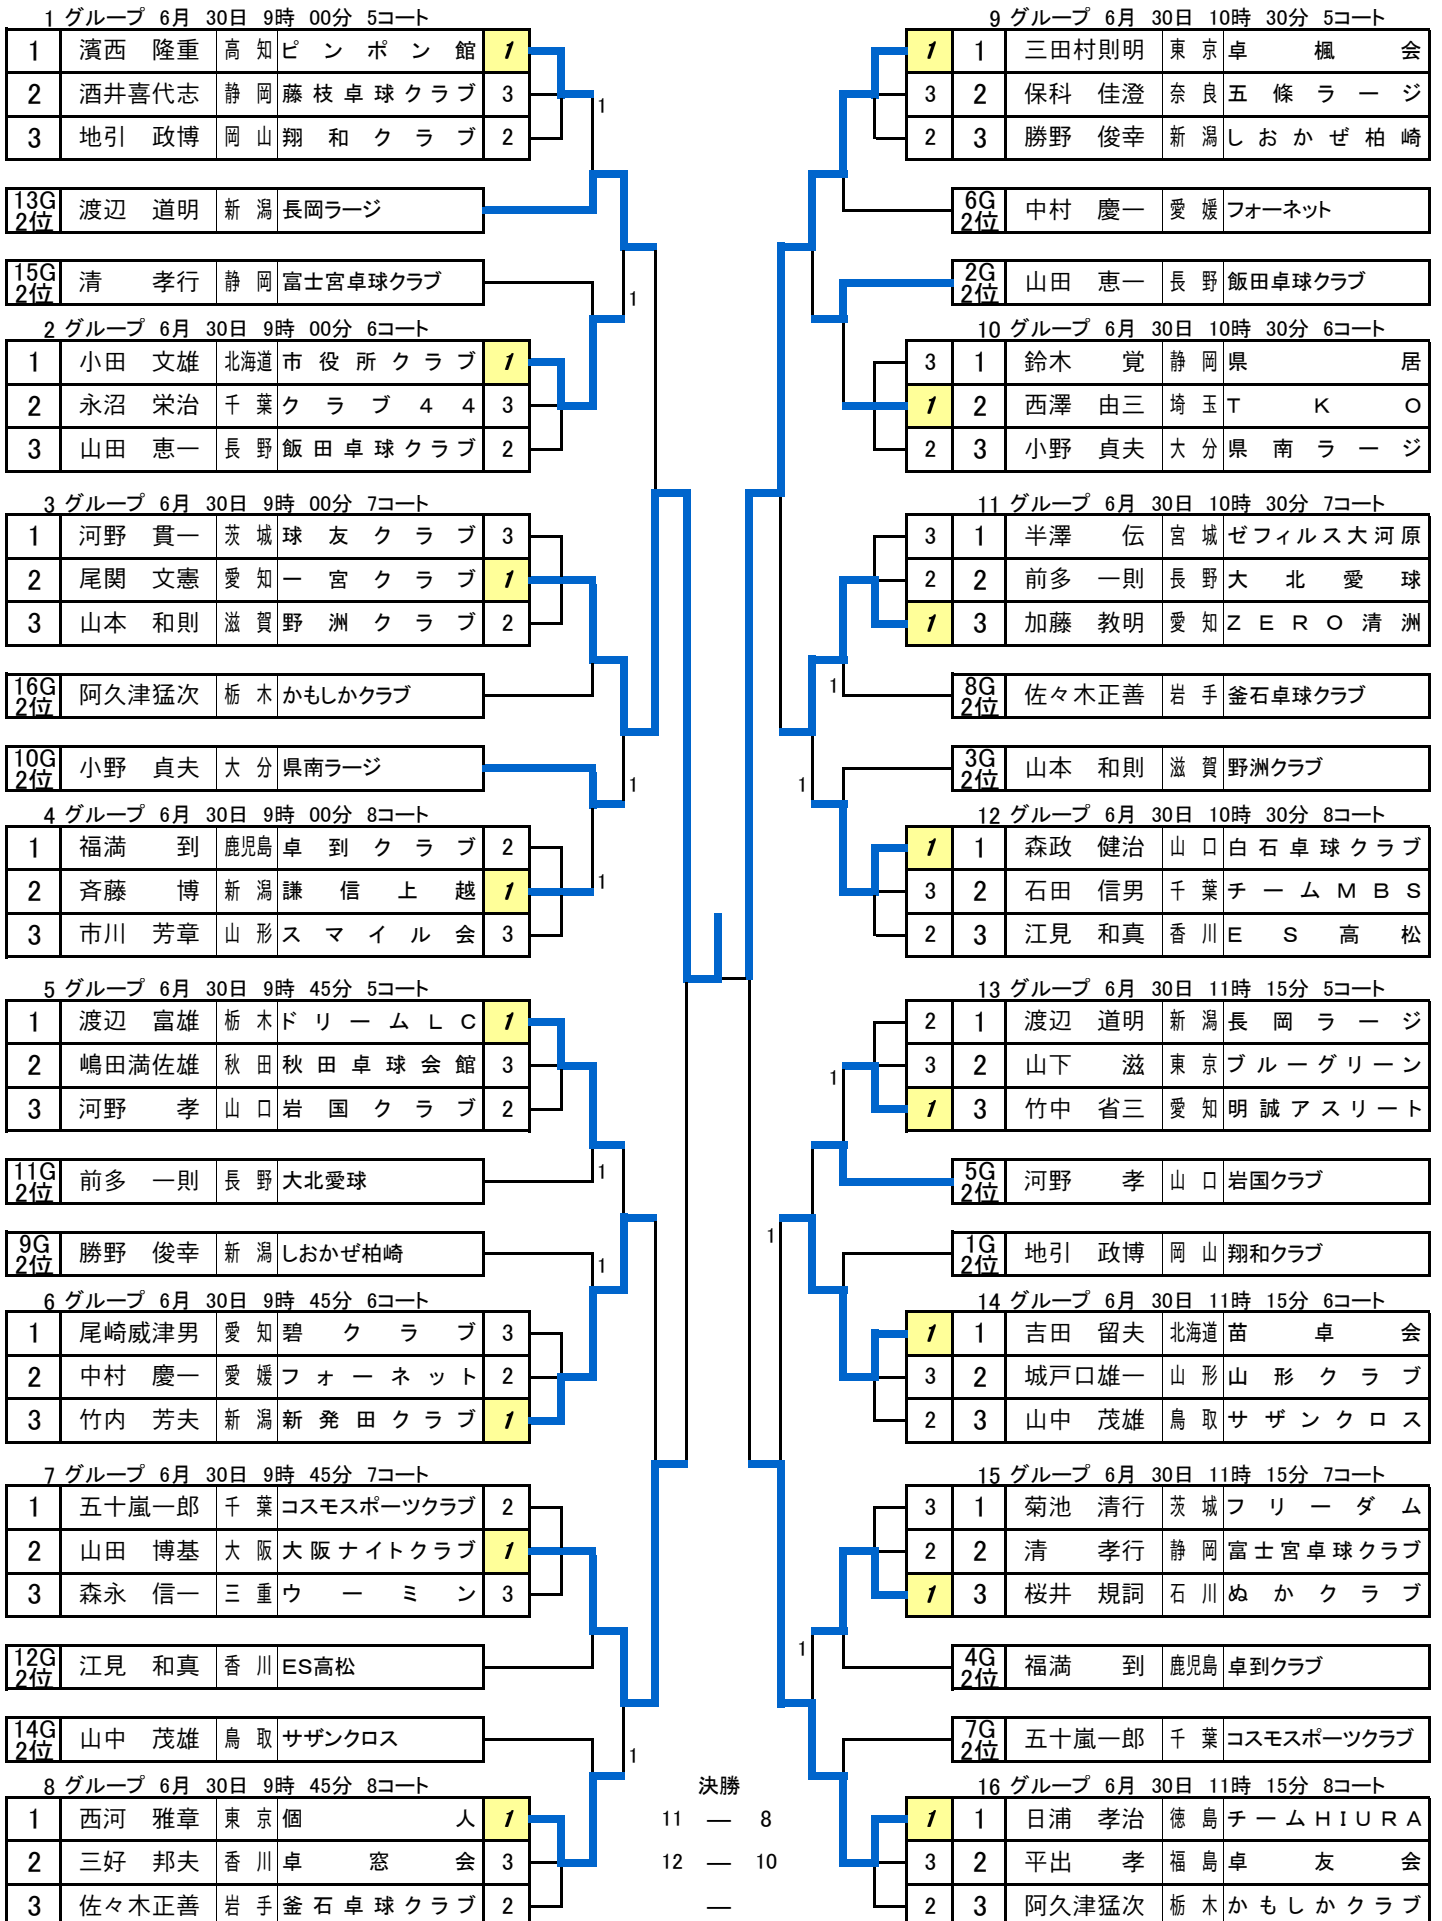 1 グループ 6月 30日 9時 00分 5コート
1 濱西 隆重 高知 ピンポン館 1
2 酒井喜代志 静岡 藤枝卓球クラブ 3
3 地引 政博 岡山 翔和クラブ 2
1
13G 2位 渡辺 道明 新潟 長岡ラージ
15G 2位 清 孝行 静岡 富士宮卓球クラブ
1
2 グループ 6月 30日 9時 00分 6コート
1 小田 文雄 北海道 市役所クラブ 1
2 永沼 栄治 千葉 クラブ44 3
3 山田 恵一 長野 飯田卓球クラブ 2
3 グループ 6月 30日 9時 00分 7コート
1 河野 貫一 茨城 球友クラブ 3
2 尾関 文憲 愛知 一宮クラブ 1
3 山本 和則 滋賀 野洲クラブ 2
16G 2位 阿久津猛次 栃木 かもしかクラブ
10G 2位 小野 貞夫 大分 県南ラージ
1
4 グループ 6月 30日 9時 00分 8コート
1 福満 到 鹿児島 卓到クラブ 2
2 斉藤 博 新潟 謙信上越 1
1
3 市川 芳章 山形 スマイル会 3
5 グループ 6月 30日 9時 45分 5コート
1 渡辺 富雄 栃木 ドリームLC 1
2 嶋田満佐雄 秋田 秋田卓球会館 3
3 河野 孝 山口 岩国クラブ 2
1
11G 2位 前多 一則 長野 大北愛球
9G 2位 勝野 俊幸 新潟 しおかぜ柏崎
1
6 グループ 6月 30日 9時 45分 6コート
1 尾崎威津男 愛知 碧クラブ 3
2 中村 慶一 愛媛 フォーネット 2
3 竹内 芳夫 新潟 新発田クラブ 1
7 グループ 6月 30日 9時 45分 7コート
1 五十嵐一郎 千葉 コスモスポーツクラブ 2
2 山田 博基 大阪 大阪ナイトクラブ 1
3 森永 信一 三重 ウーミン 3
12G 2位 江見 和真 香川 ES高松
14G 2位 山中 茂雄 鳥取 サザンクロス
1
8 グループ 6月 30日 9時 45分 8コート
1 西河 雅章 東京 個人 1
2 三好 邦夫 香川 卓窓会 3
3 佐々木正善 岩手 釜石卓球クラブ 2
決勝
11 ― 8
12 ― 10
―
9 グループ 6月 30日 10時 30分 5コート
1 1 三田村則明 東京 卓楓会
3 2 保科 佳澄 奈良 五條ラージ
2 3 勝野 俊幸 新潟 しおかぜ柏崎
6G 2位 中村 慶一 愛媛 フォーネット
2G 2位 山田 恵一 長野 飯田卓球クラブ
10 グループ 6月 30日 10時 30分 6コート
3 1 鈴木 覚 静岡 県居
1 2 西澤 由三 埼玉 TKO
2 3 小野 貞夫 大分 県南ラージ
11 グループ 6月 30日 10時 30分 7コート
3 1 半澤 伝 宮城 ゼフィルス大河原
2 2 前多 一則 長野 大北愛球
1 3 加藤 教明 愛知 ZERO清洲
1
8G 2位 佐々木正善 岩手 釜石卓球クラブ
3G 2位 山本 和則 滋賀 野洲クラブ
1
12 グループ 6月 30日 10時 30分 8コート
1 1 森政 健治 山口 白石卓球クラブ
3 2 石田 信男 千葉 チームMBS
2 3 江見 和真 香川 ES高松
13 グループ 6月 30日 11時 15分 5コート
2 1 渡辺 道明 新潟 長岡ラージ
3 2 山下 滋 東京 ブルーグリーン
1
1 3 竹中 省三 愛知 明誠アスリート
5G 2位 河野 孝 山口 岩国クラブ
1
1G 2位 地引 政博 岡山 翔和クラブ
14 グループ 6月 30日 11時 15分 6コート
1 1 吉田 留夫 北海道 苗卓会
3 2 城戸口雄一 山形 山形クラブ
2 3 山中 茂雄 鳥取 サザンクロス
15 グループ 6月 30日 11時 15分 7コート
3 1 菊池 清行 茨城 フリーダム
2 2 清 孝行 静岡 富士宮卓球クラブ
1 3 桜井 規詞 石川 ぬかクラブ
1
4G 2位 福満 到 鹿児島 卓到クラブ
7G 2位 五十嵐一郎 千葉 コスモスポーツクラブ
16 グループ 6月 30日 11時 15分 8コート
1 1 日浦 孝治 徳島 チームHIURA
3 2 平出 孝 福島 卓友会
2 3 阿久津猛次 栃木 かもしかクラブ